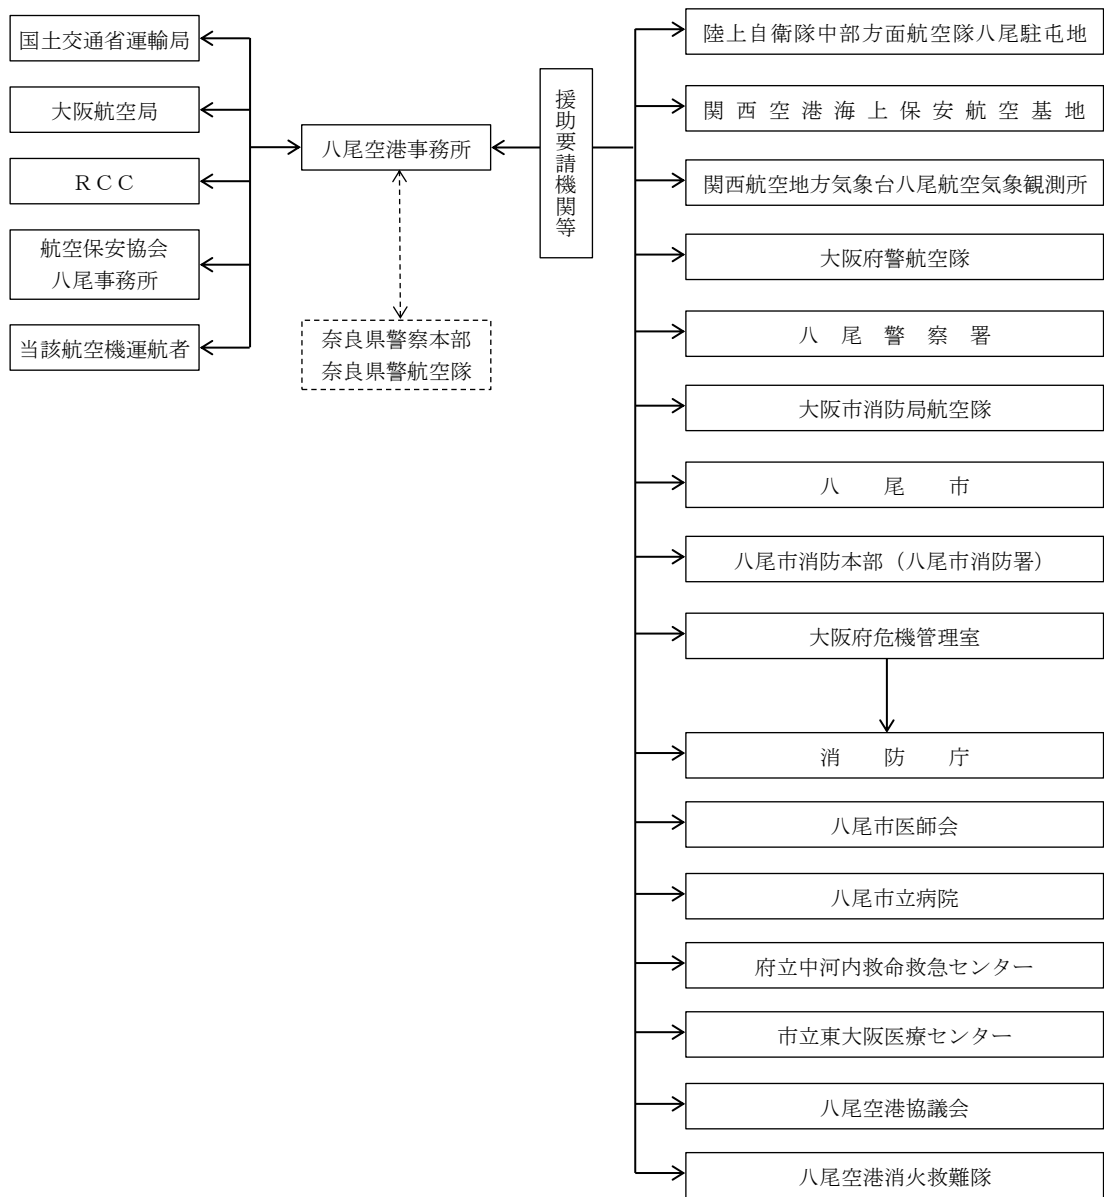 国土交通省運輸局
大阪航空局
ＲＣＣ
航空保安協会
八尾事務所
当該航空機運航者
八尾空港事務所
奈良県警察本部
奈良県警航空隊
援助要請機関等
陸上自衛隊中部方面航空隊八尾駐屯地
関西空港海上保安航空基地
関西航空地方気象台八尾航空気象観測所
大阪府警航空隊
八尾警察署
大阪市消防局航空隊
八尾市
八尾市消防本部（八尾市消防署）
大阪府危機管理室
消防庁
八尾市医師会
八尾市立病院
府立中河内救命救急センター
市立東大阪医療センター
八尾空港協議会
八尾空港消火救難隊